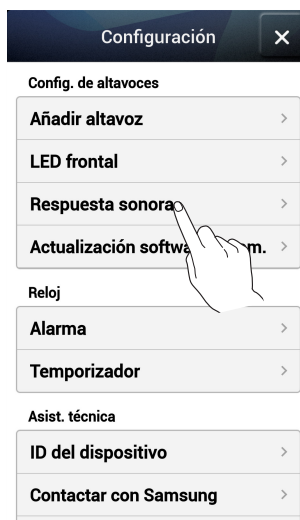 Configuración
Config. de altavoces
Añadir altavoz
LED frontal
Respuesta sonora
Actualización
Reloj
Alarma
Temporizador
Asist. técnica
ID del dispositivo
Contactar con Samsung